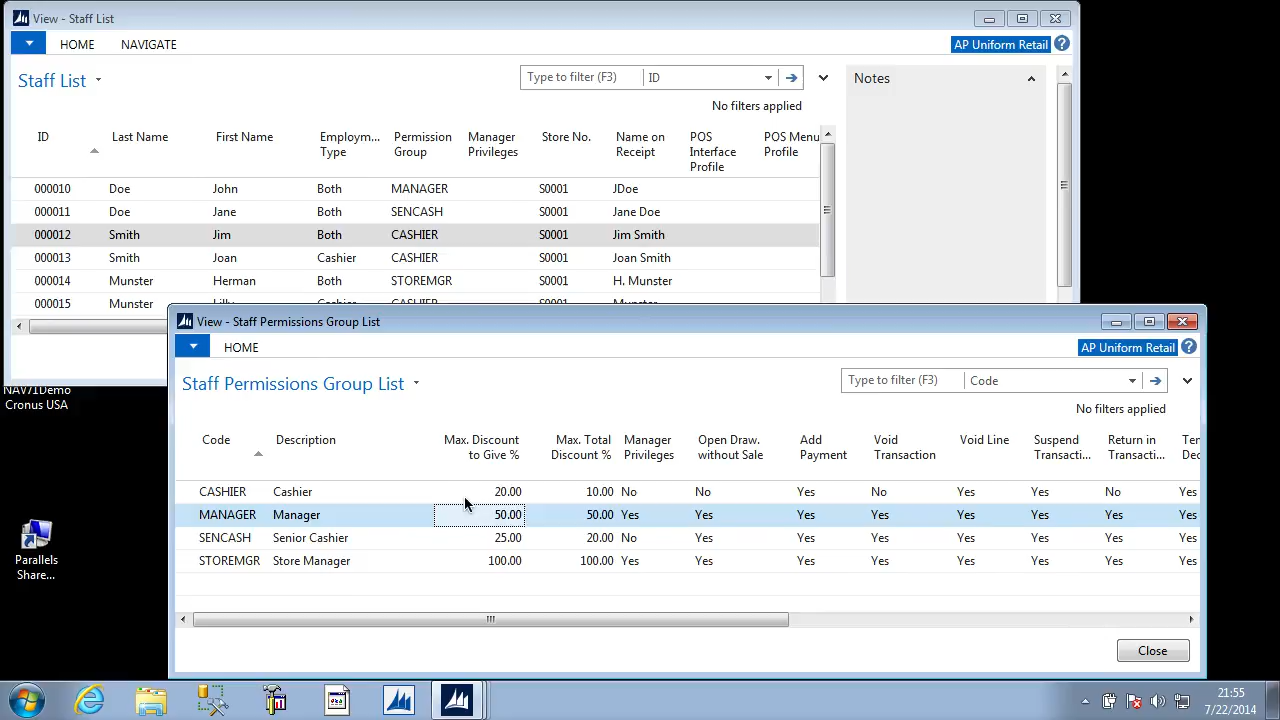 View - Staff List
HOME NAVIGATE AP Uniform Retail
Staff List Type to filter (F3) ID Notes
No filters applied
ID Last Name First Name Employm... Type Permission Group Manager Privileges Store No. Name on Receipt POS Interface Profile POS Menu Profile
000010 Doe John Both MANAGER S0001 JDoe
000011 Doe Jane Both SENCASH S0001 Jane Doe
000012 Smith Jim Both CASHIER S0001 Jim Smith
000013 Smith Joan Cashier CASHIER S0001 Joan Smith
000014 Munster Herman Both STOREMGR S0001 H. Munster
000015 Munster Lilly Cashier CASHIER S0001 Munster
View - Staff Permissions Group List
HOME AP Uniform Retail
Staff Permissions Group List Type to filter (F3) Code
No filters applied
Code Description Max. Discount to Give % Max. Total Discount % Manager Privileges Open Draw. without Sale Add Payment Void Transaction Void Line Suspend Transacti... Return in Transacti... Ten Dec
CASHIER Cashier 20.00 10.00 No No Yes No Yes Yes No Yes
MANAGER Manager 50.00 50.00 Yes Yes Yes Yes Yes Yes Yes Yes
SENCASH Senior Cashier 25.00 20.00 No Yes Yes Yes Yes Yes Yes Yes
STOREMGR Store Manager 100.00 100.00 Yes Yes Yes Yes Yes Yes Yes Yes
Close
NAV71Demo
Cronus USA
Parallels
Share...
21:55
7/22/2014